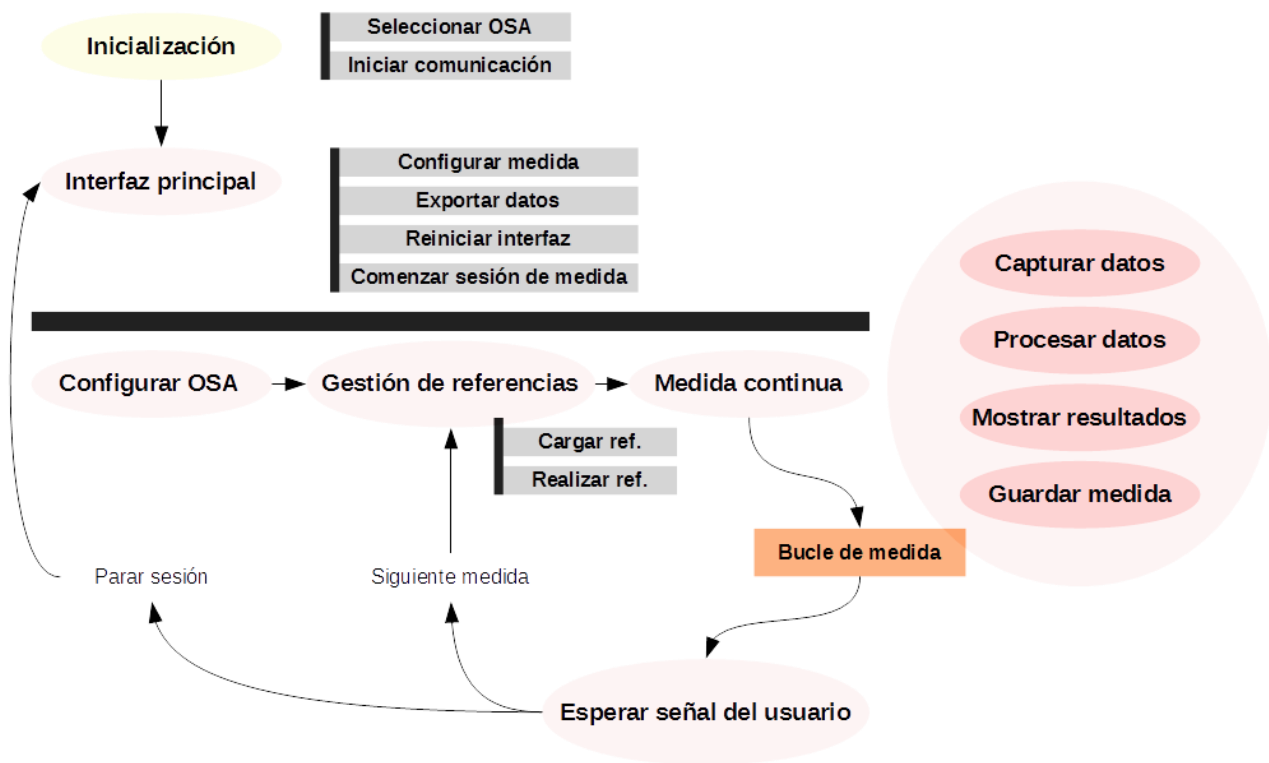 Inicialización
Seleccionar OSA
Iniciar comunicación
Interfaz principal
Configurar medida
Exportar datos
Reiniciar interfaz
Comenzar sesión de medida
Configurar OSA
Gestión de referencias
Medida continua
Cargar ref.
Realizar ref.
Capturar datos
Procesar datos
Mostrar resultados
Guardar medida
Bucle de medida
Parar sesión
Siguiente medida
Esperar señal del usuario